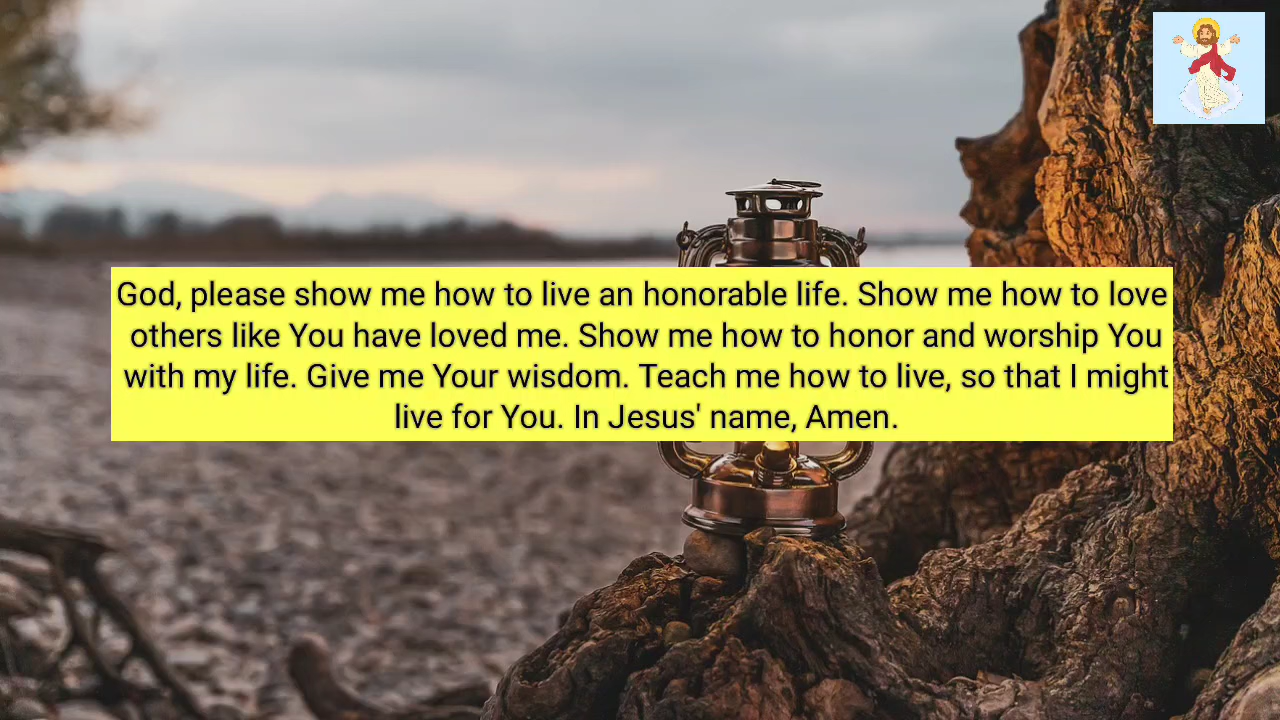 God, please show me how to live an honorable life. Show me how to love
others like You have loved me. Show me how to honor and worship You
with my life. Give me Your wisdom. Teach me how to live, so that I might
live for You. In Jesus' name, Amen.